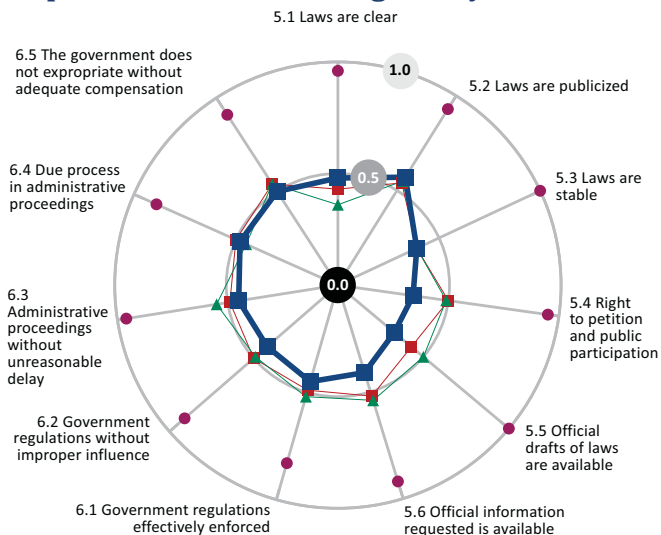 5.1 Laws are clear
6.5 The government does
not expropriate without
adequate compensation
1.0
5.2 Laws are publicized
6.4 Due process
in administrative
proceedings
0.5
5.3 Laws are
stable
0.0
6.3
Administrative
proceedings
without
unreasonable
delay
5.4 Right
to petition
and public
participation
6.2 Government
regulations without
improper influence
5.5 Official
drafts of laws
are available
6.1 Government regulations
effectively enforced
5.6 Official information
requested is available